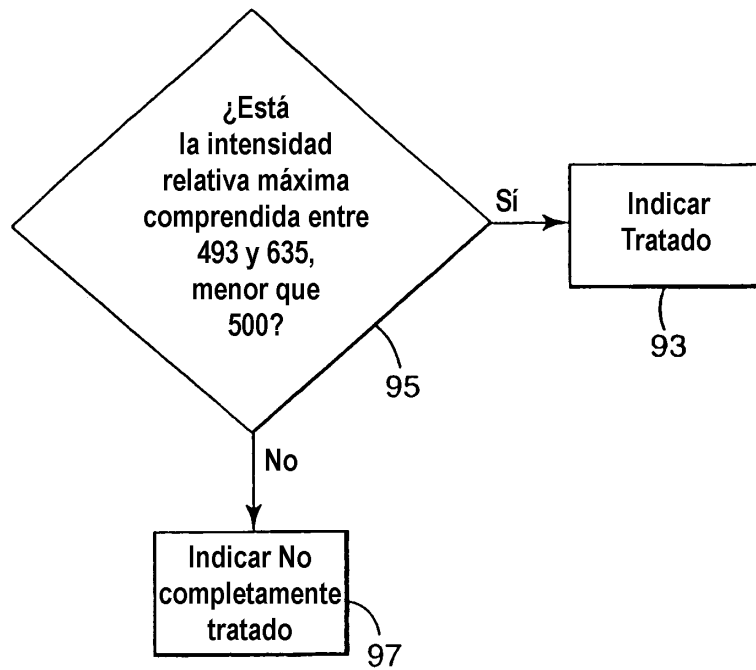 ¿Está
la intensidad
relativa máxima
comprendida entre
493 y 635,
menor que
500?
Sí
Indicar
Tratado
93
95
No
Indicar No
completamente
tratado
97